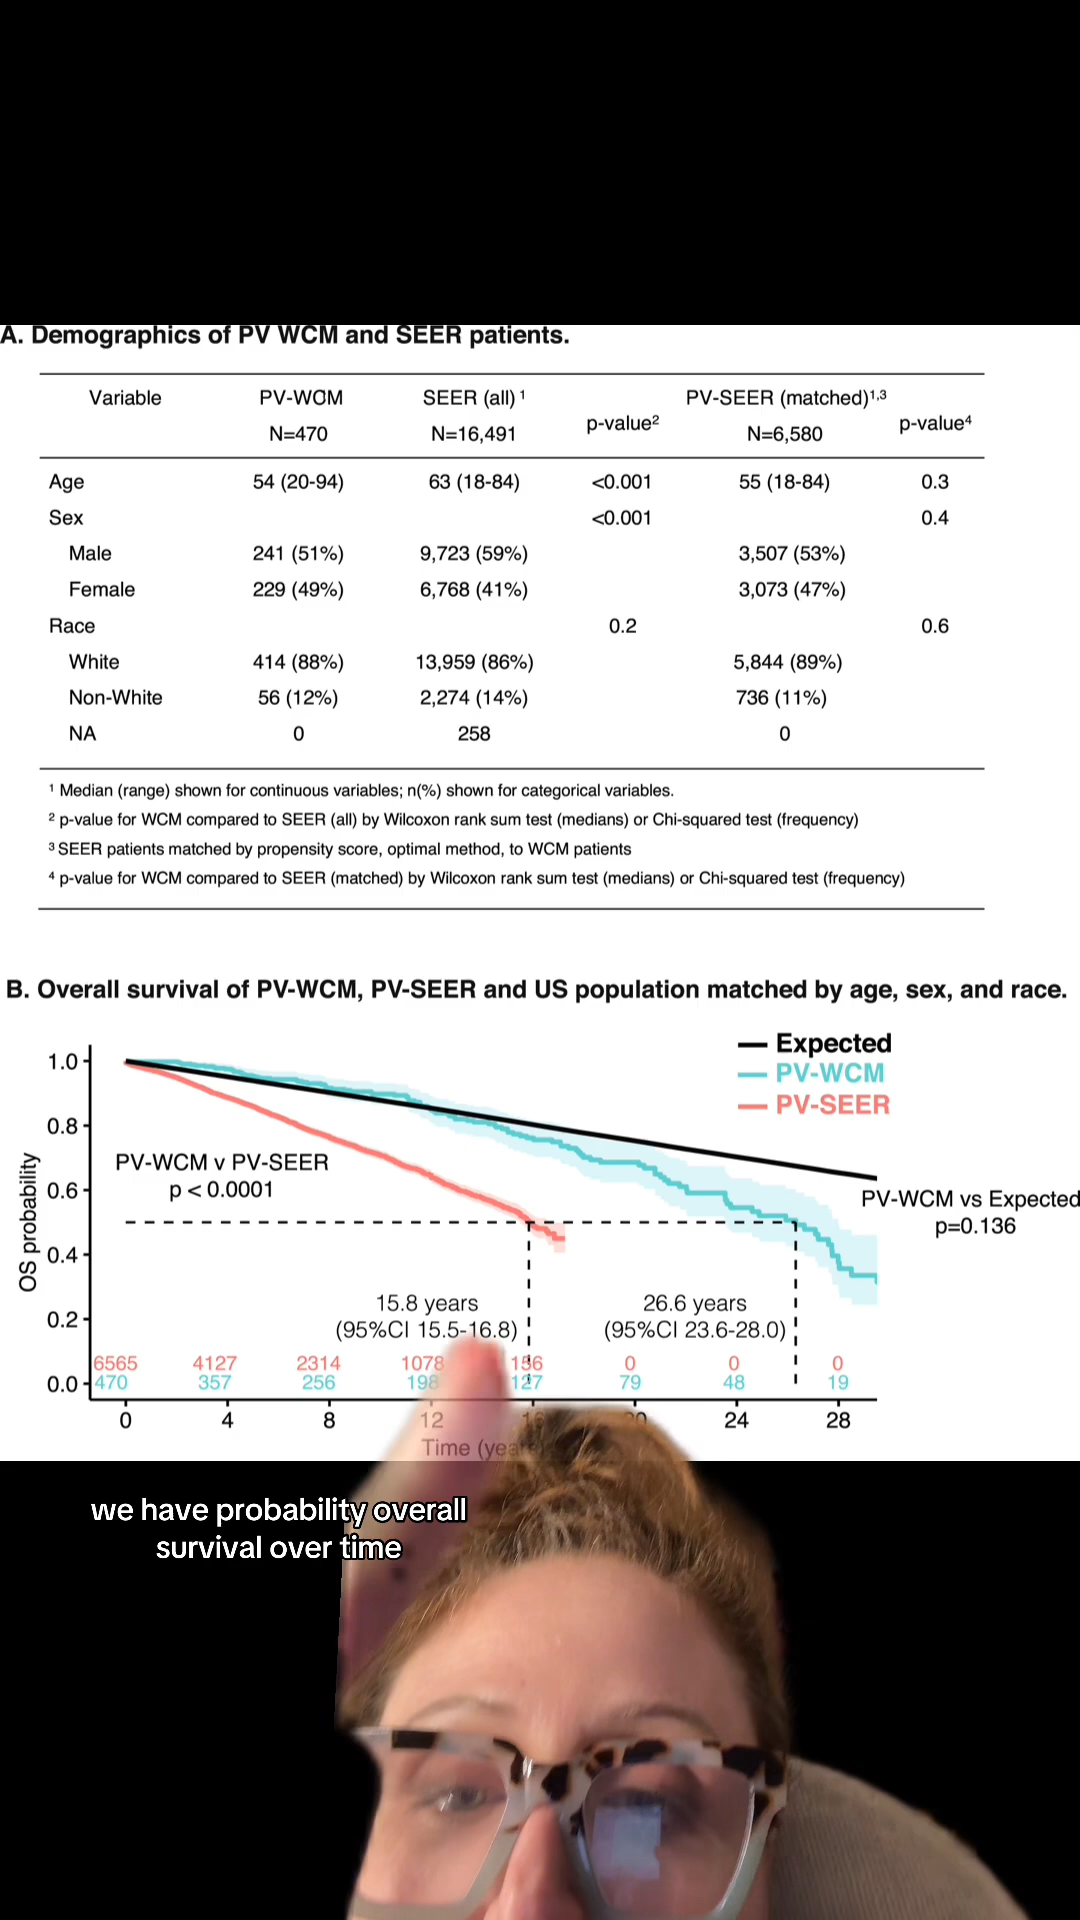 A. Demographics of PV WCM and SEER patients.
Variable PV-WCM SEER (all) 1 p-value2 PV-SEER (matched)1,3 p-value4
N=470 N=16,491 N=6,580
Age 54 (20-94) 63 (18-84) <0.001 55 (18-84) 0.3
Sex <0.001 0.4
Male 241 (51%) 9,723 (59%) 3,507 (53%)
Female 229 (49%) 6,768 (41%) 3,073 (47%)
Race 0.2 0.6
White 414 (88%) 13,959 (86%) 5,844 (89%)
Non-White 56 (12%) 2,274 (14%) 736 (11%)
NA 0 258 0
1 Median (range) shown for continuous variables; n(%) shown for categorical variables.
2 p-value for WCM compared to SEER (all) by Wilcoxon rank sum test (medians) or Chi-squared test (frequency)
3 SEER patients matched by propensity score, optimal method, to WCM patients
4 p-value for WCM compared to SEER (matched) by Wilcoxon rank sum test (medians) or Chi-squared test (frequency)
B. Overall survival of PV-WCM, PV-SEER and US population matched by age, sex, and race.
Expected
PV-WCM
PV-SEER
OS probability
1.0
0.8
0.6
0.4
0.2
0.0
PV-WCM v PV-SEER
p < 0.0001
PV-WCM vs Expected
p=0.136
15.8 years
(95%CI 15.5-16.8)
26.6 years
(95%CI 23.6-28.0)
6565 4127 2314 1078 156 0 0 0
470 357 256 198 127 79 48 19
0 4 8 12 16 20 24 28
Time
we have probability overall
survival over time